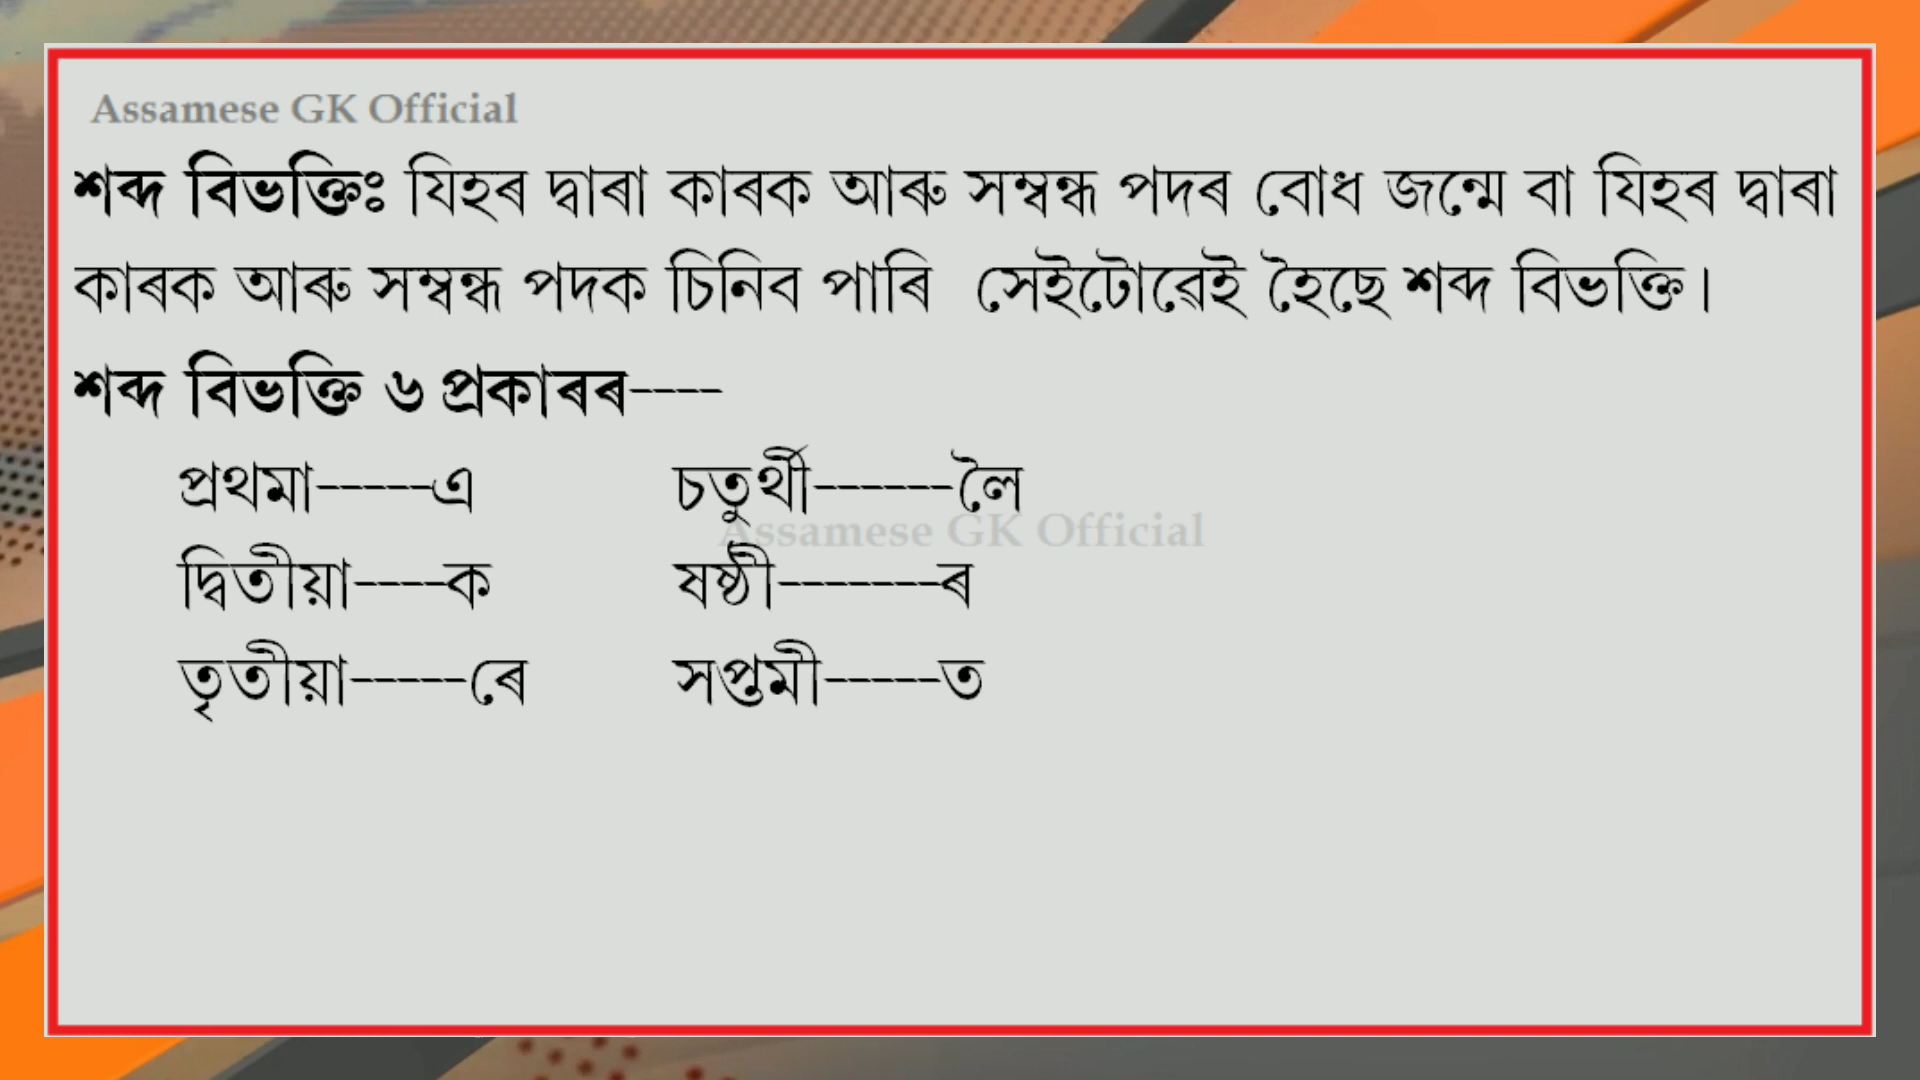 Assamese GK Official
শব্দ বিভক্তিঃ যিহৰ দ্বাৰা কাৰক আৰু সম্বন্ধ পদৰ বোধ জন্মে বা যিহৰ দ্বাৰা
কাৰক আৰু সম্বন্ধ পদক চিনিব পাৰি সেইটোৱেই হৈছে শব্দ বিভক্তি।
শব্দ বিভক্তি ৬ প্ৰকাৰৰ----
প্ৰথমা-----এ চতুৰ্থী------লৈ
Assamese GK Official
দ্বিতীয়া----ক ষষ্ঠী-------ৰ
তৃতীয়া-----ৰে সপ্তমী-----ত